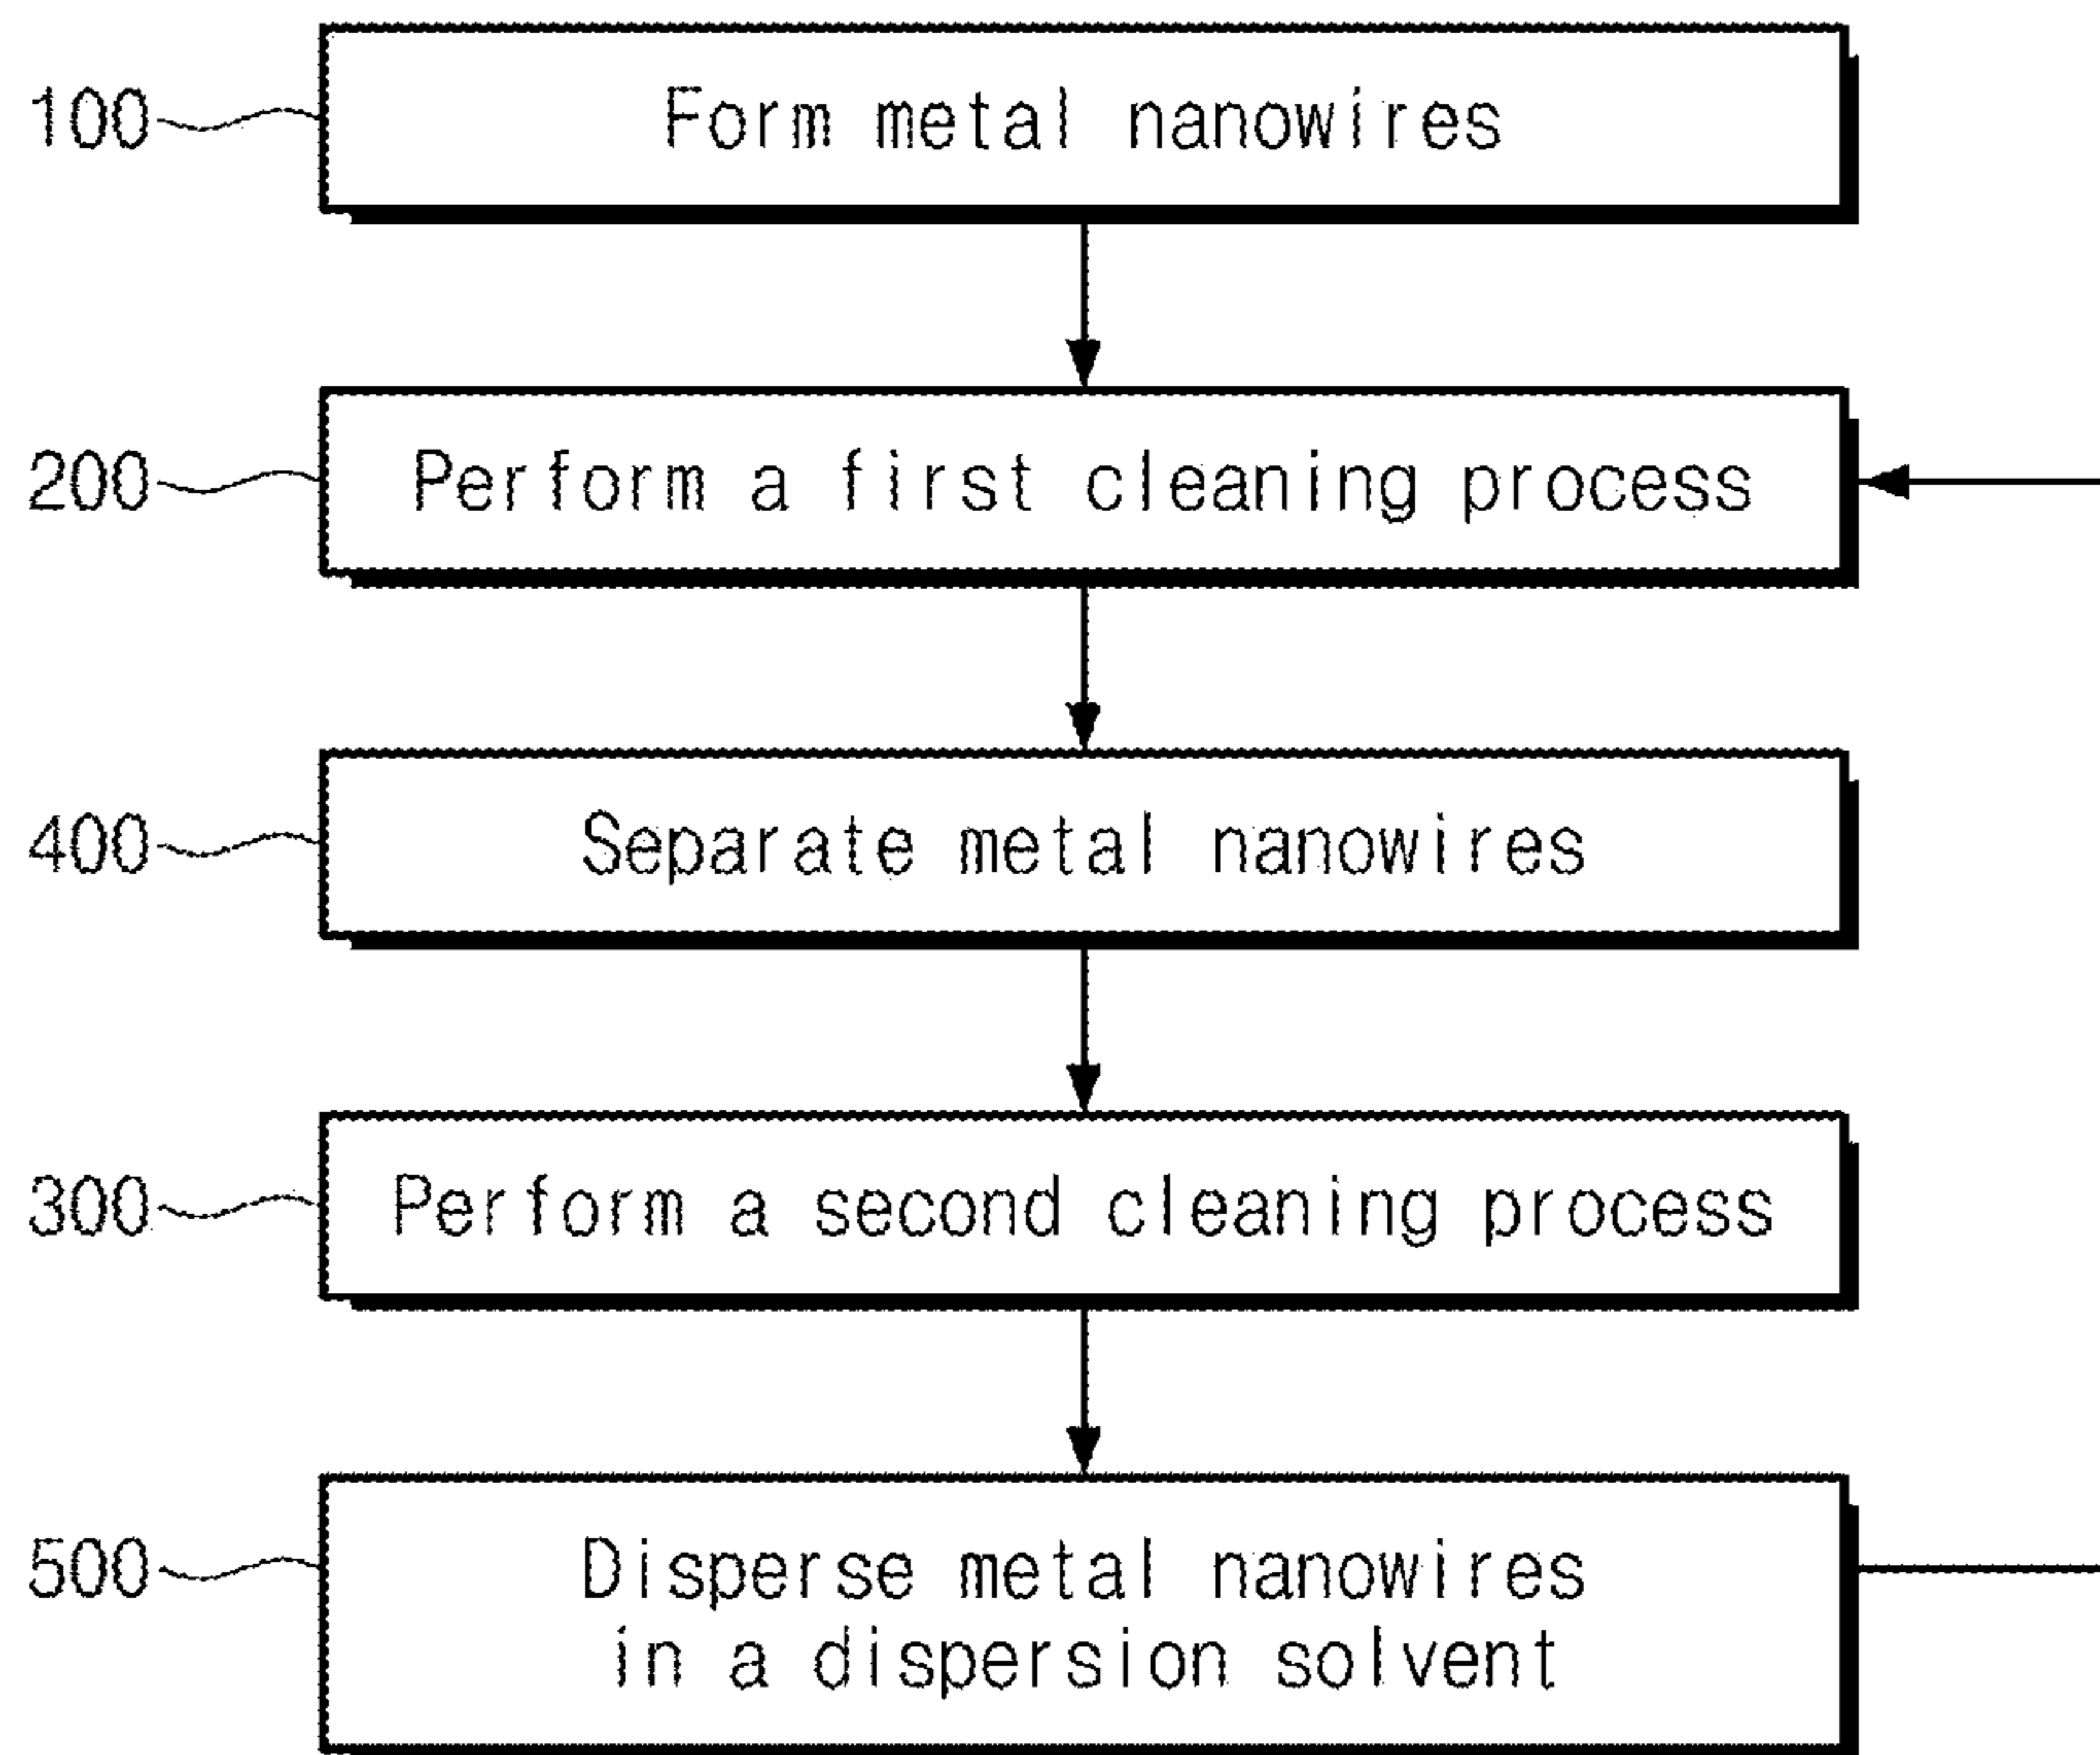 100 Form metal nanowires
200 Perform a first cleaning process
400 Separate metal nanowires
300 Perform a second cleaning process
500 Disperse metal nanowires
in a dispersion solvent